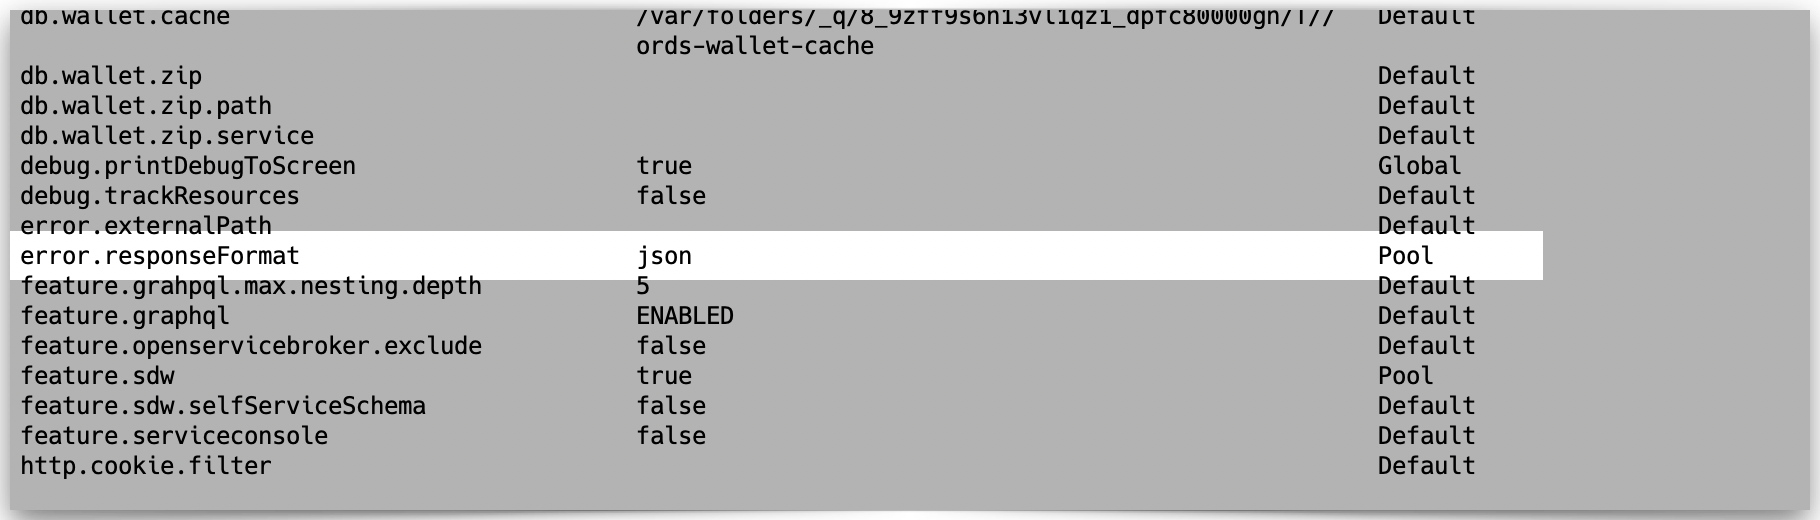 db.wallet.cache /var/folders/_q/8_9zff9s6n13vl1qz1_dpfc80000gn/T// Default
ords-wallet-cache
db.wallet.zip Default
db.wallet.zip.path Default
db.wallet.zip.service Default
debug.printDebugToScreen true Global
debug.trackResources false Default
error.externalPath Default
error.responseFormat json Pool
feature.grahpql.max.nesting.depth 5 Default
feature.graphql ENABLED Default
feature.openservicebroker.exclude false Default
feature.sdw true Pool
feature.sdw.selfServiceSchema false Default
feature.serviceconsole false Default
http.cookie.filter Default